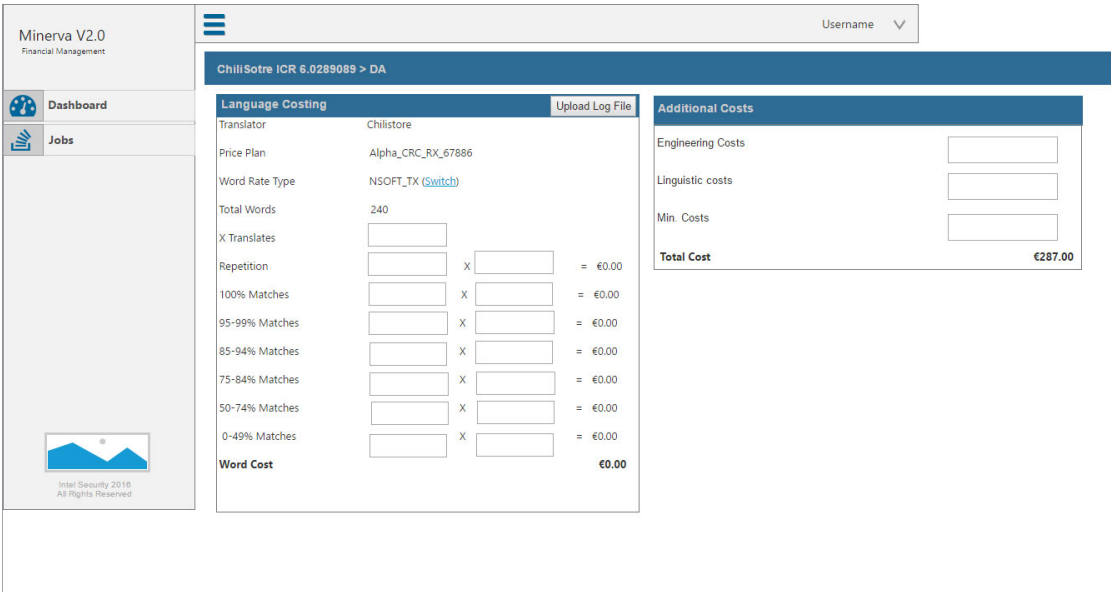 Minerva V2.0
Financial Management
Username
ChiliSotre ICR 6.0289089 > DA
Dashboard
Jobs
Language Costing
Upload Log File
Translator Chilistore
Price Plan Alpha_CRC_RX_67886
Word Rate Type NSOFT_TX (Switch)
Total Words 240
X Translates
Repetition X = €0.00
100% Matches X = €0.00
95-99% Matches X = €0.00
85-94% Matches X = €0.00
75-84% Matches X = €0.00
50-74% Matches X = €0.00
0-49% Matches X = €0.00
Word Cost €0.00
Additional Costs
Engineering Costs
Linguistic costs
Min. Costs
Total Cost €287.00
Intel Security 2016
All Rights Reserved